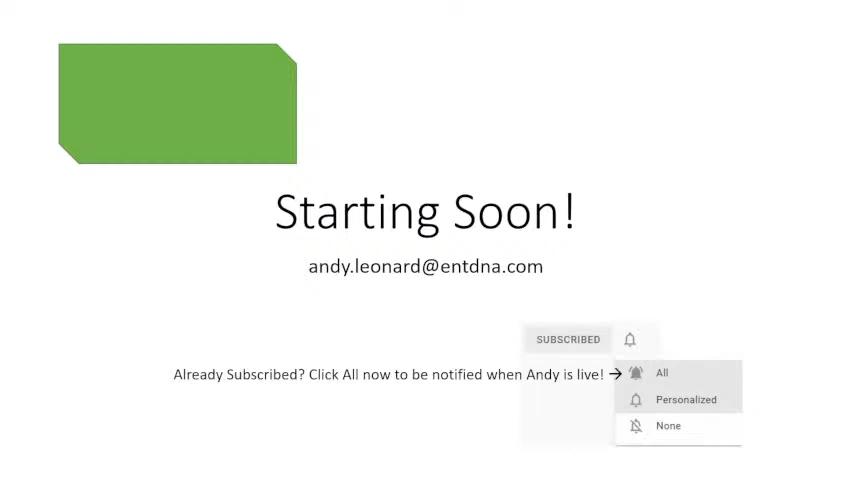 Starting Soon!
andy.leonard@entdna.com
SUBSCRIBED
Already Subscribed? Click All now to be notified when Andy is live! →
All
Personalized
None